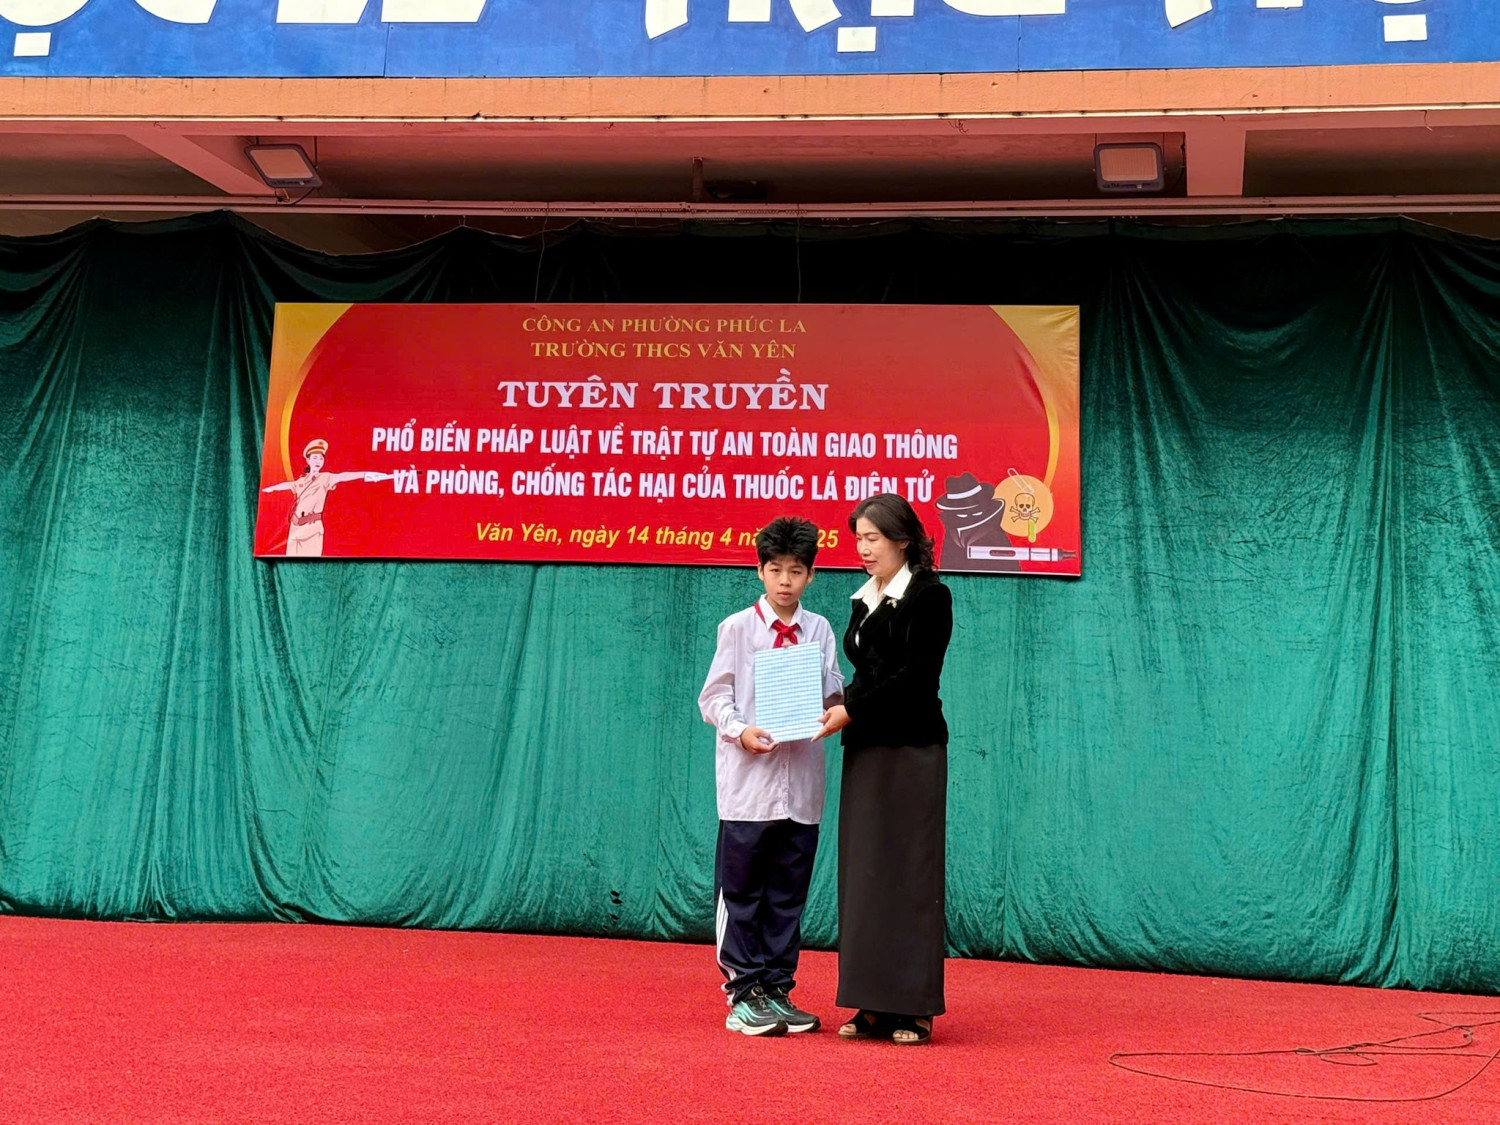 CÔNG AN PHƯỜNG PHÚC LA
TRƯỜNG THCS VĂN YÊN
TUYÊN TRUYỀN
PHỔ BIẾN PHÁP LUẬT VỀ TRẬT TỰ AN TOÀN GIAO THÔNG
VÀ PHÒNG, CHỐNG TÁC HẠI CỦA THUỐC LÁ ĐIỆN TỬ
Văn Yên, ngày 14 tháng 4 25